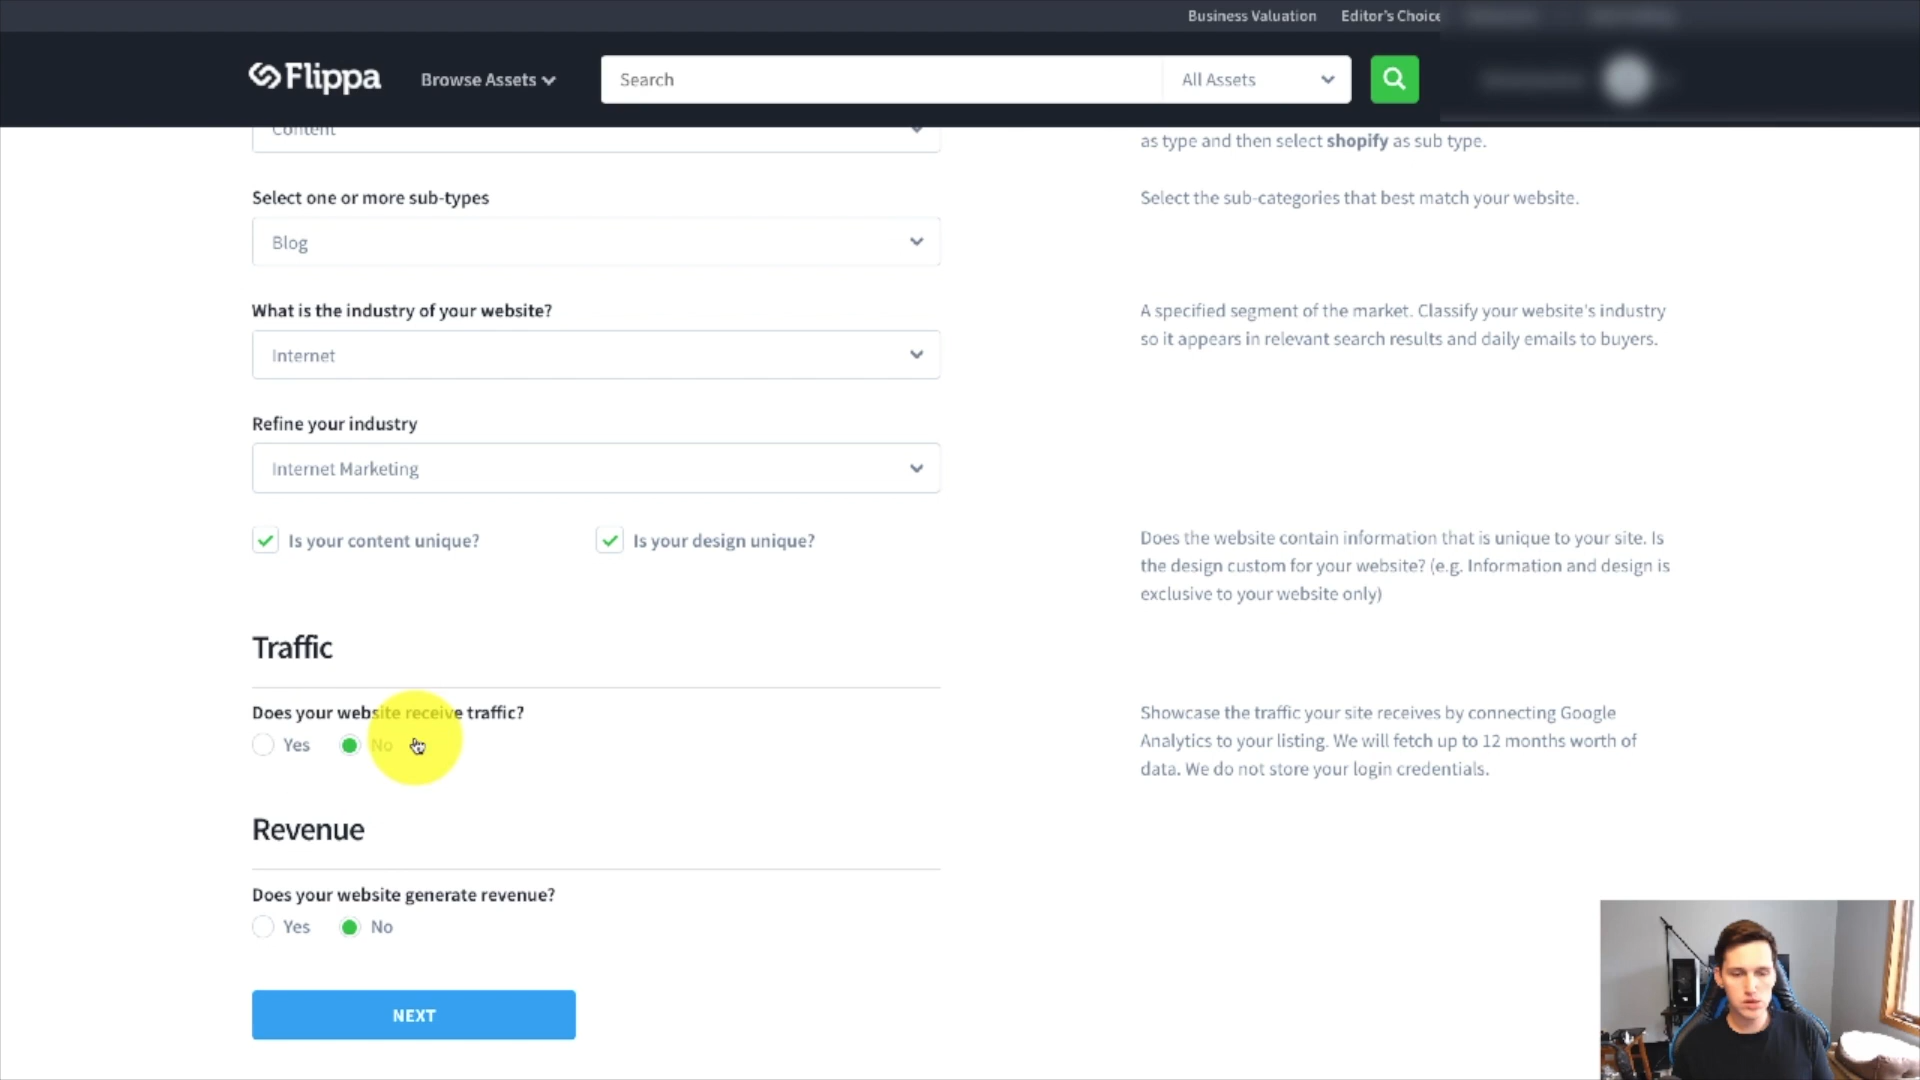 Business Valuation Editor's Choice
Flippa Browse Assets Search All Assets
Content
as type and then select shopify as sub type.
Select one or more sub-types
Select the sub-categories that best match your website.
Blog
What is the industry of your website?
A specified segment of the market. Classify your website's industry
so it appears in relevant search results and daily emails to buyers.
Internet
Refine your industry
Internet Marketing
Is your content unique? Is your design unique?
Does the website contain information that is unique to your site. Is
the design custom for your website? (e.g. Information and design is
exclusive to your website only)
Traffic
Does your website receive traffic?
Yes No
Showcase the traffic your site receives by connecting Google
Analytics to your listing. We will fetch up to 12 months worth of
data. We do not store your login credentials.
Revenue
Does your website generate revenue?
Yes No
NEXT